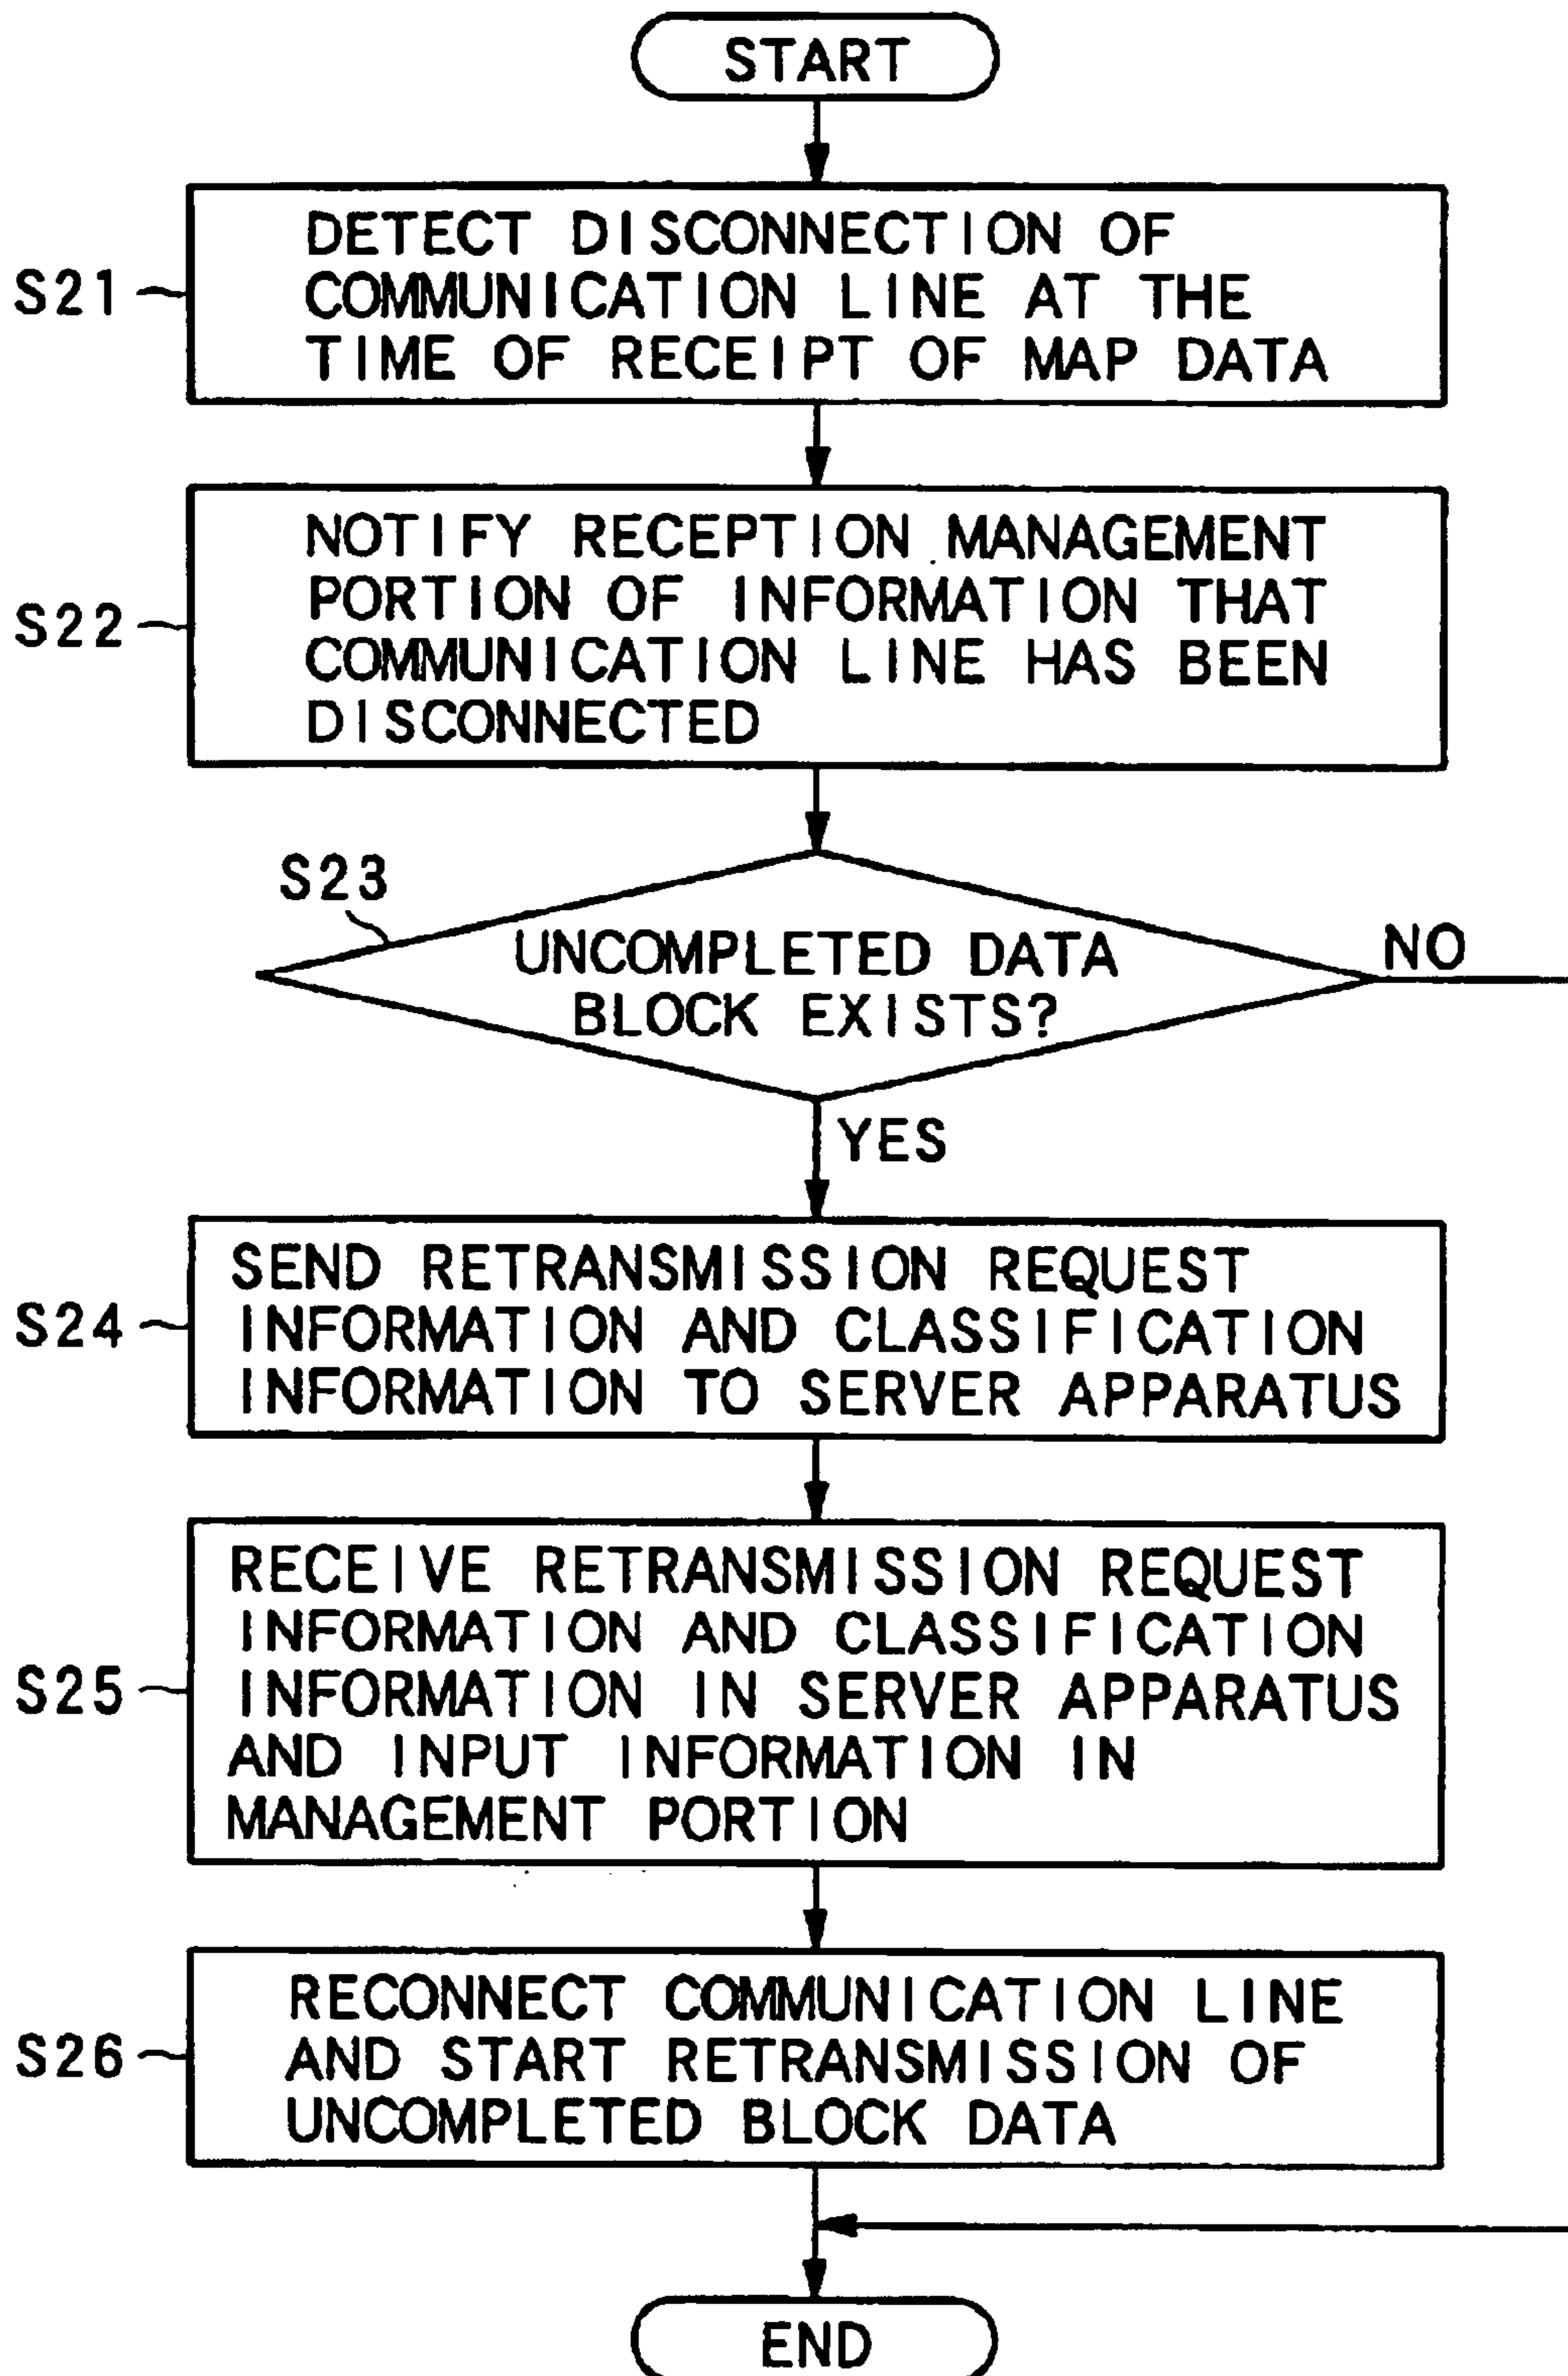 START
S21
DETECT DISCONNECTION OF
COMMUNICATION LINE AT THE
TIME OF RECEIPT OF MAP DATA
S22
NOTIFY RECEPTION MANAGEMENT
PORTION OF INFORMATION THAT
COMMUNICATION LINE HAS BEEN
DISCONNECTED
S23
UNCOMPLETED DATA
BLOCK EXISTS?
NO
YES
S24
SEND RETRANSMISSION REQUEST
INFORMATION AND CLASSIFICATION
INFORMATION TO SERVER APPARATUS
S25
RECEIVE RETRANSMISSION REQUEST
INFORMATION AND CLASSIFICATION
INFORMATION IN SERVER APPARATUS
AND INPUT INFORMATION IN
MANAGEMENT PORTION
S26
RECONNECT COMMUNICATION LINE
AND START RETRANSMISSION OF
UNCOMPLETED BLOCK DATA
END